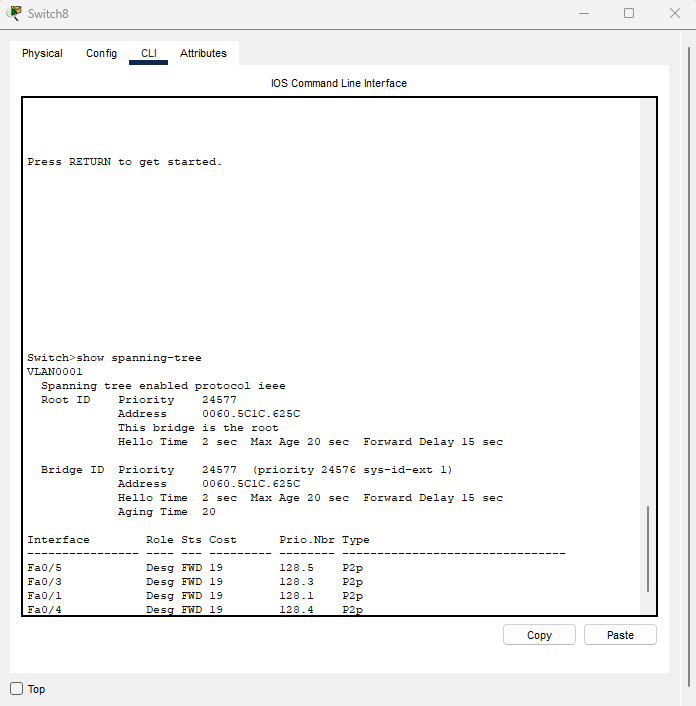 Switch8
Physical Config CLI Attributes
IOS Command Line Interface
Press RETURN to get started.
Switch>show spanning-tree
VLAN0001
  Spanning tree enabled protocol ieee
  Root ID    Priority    24577
             Address     0060.5C1C.625C
             This bridge is the root
             Hello Time  2 sec  Max Age 20 sec  Forward Delay 15 sec
  Bridge ID  Priority    24577  (priority 24576 sys-id-ext 1)
             Address     0060.5C1C.625C
             Hello Time  2 sec  Max Age 20 sec  Forward Delay 15 sec
             Aging Time  20
Interface        Role Sts Cost      Prio.Nbr Type
---------------- ---- --- --------- -------- --------------------------------
Fa0/5            Desg FWD 19        128.5    P2p
Fa0/3            Desg FWD 19        128.3    P2p
Fa0/1            Desg FWD 19        128.1    P2p
Fa0/4            Desg FWD 19        128.4    P2p
Copy Paste
Top